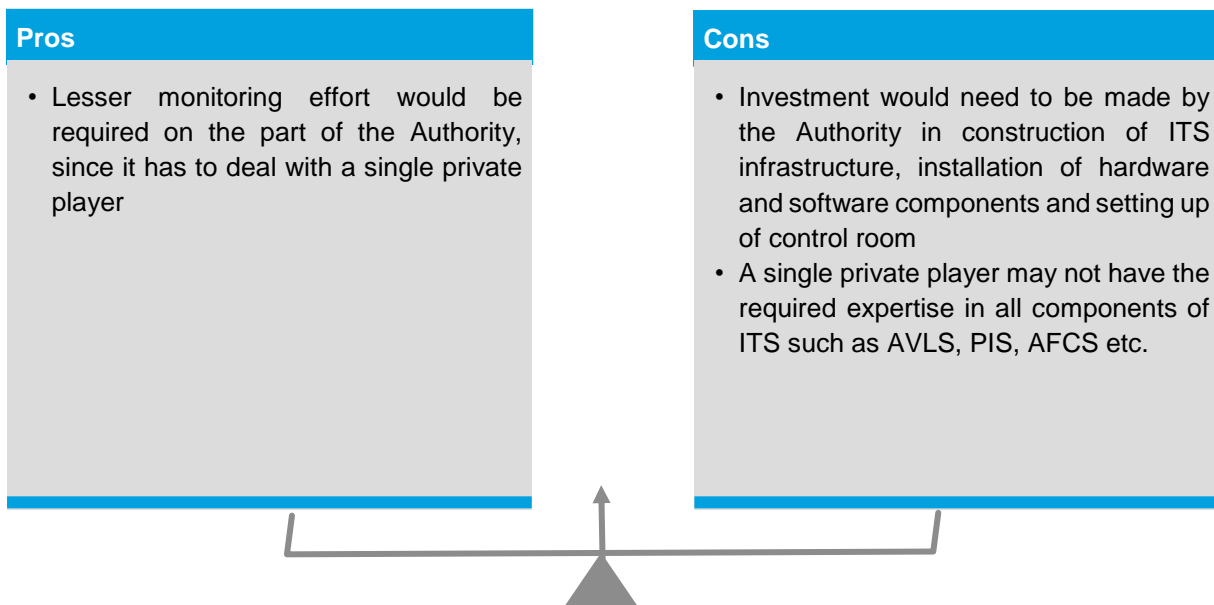 Pros
• Lesser monitoring effort would be
required on the part of the Authority,
since it has to deal with a single private
player
Cons
• Investment would need to be made by
the Authority in construction of ITS
infrastructure, installation of hardware
and software components and setting up
of control room
• A single private player may not have the
required expertise in all components of
ITS such as AVLS, PIS, AFCS etc.